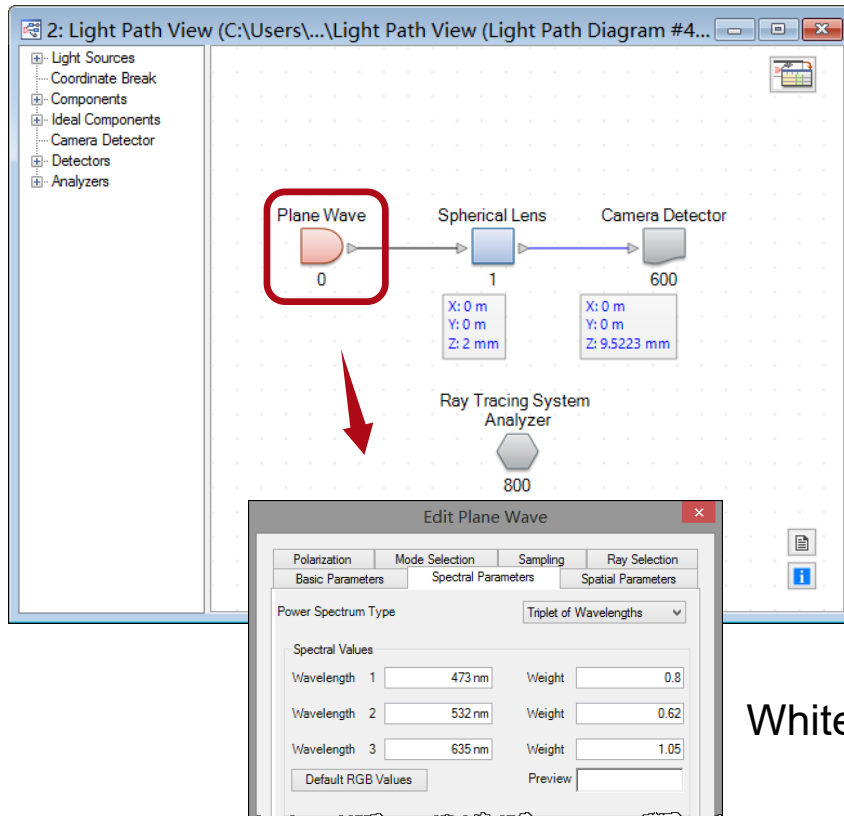 2: Light Path View (C:\Users\...\Light Path View (Light Path Diagram #4...
Light Sources
Coordinate Break
Components
Ideal Components
Camera Detector
Detectors
Analyzers
Plane Wave
Spherical Lens
Camera Detector
0
1
600
X: 0 m
Y: 0 m
Z: 2 mm
X: 0 m
Y: 0 m
Z: 9.5223 mm
Ray Tracing System
Analyzer
800
Edit Plane Wave
Polarization Mode Selection Sampling Ray Selection
Basic Parameters Spectral Parameters Spatial Parameters
Power Spectrum Type Triplet of Wavelengths
Spectral Values
Wavelength 1 473 nm Weight 0.8
Wavelength 2 532 nm Weight 0.62
Wavelength 3 635 nm Weight 1.05
Default RGB Values Preview
White